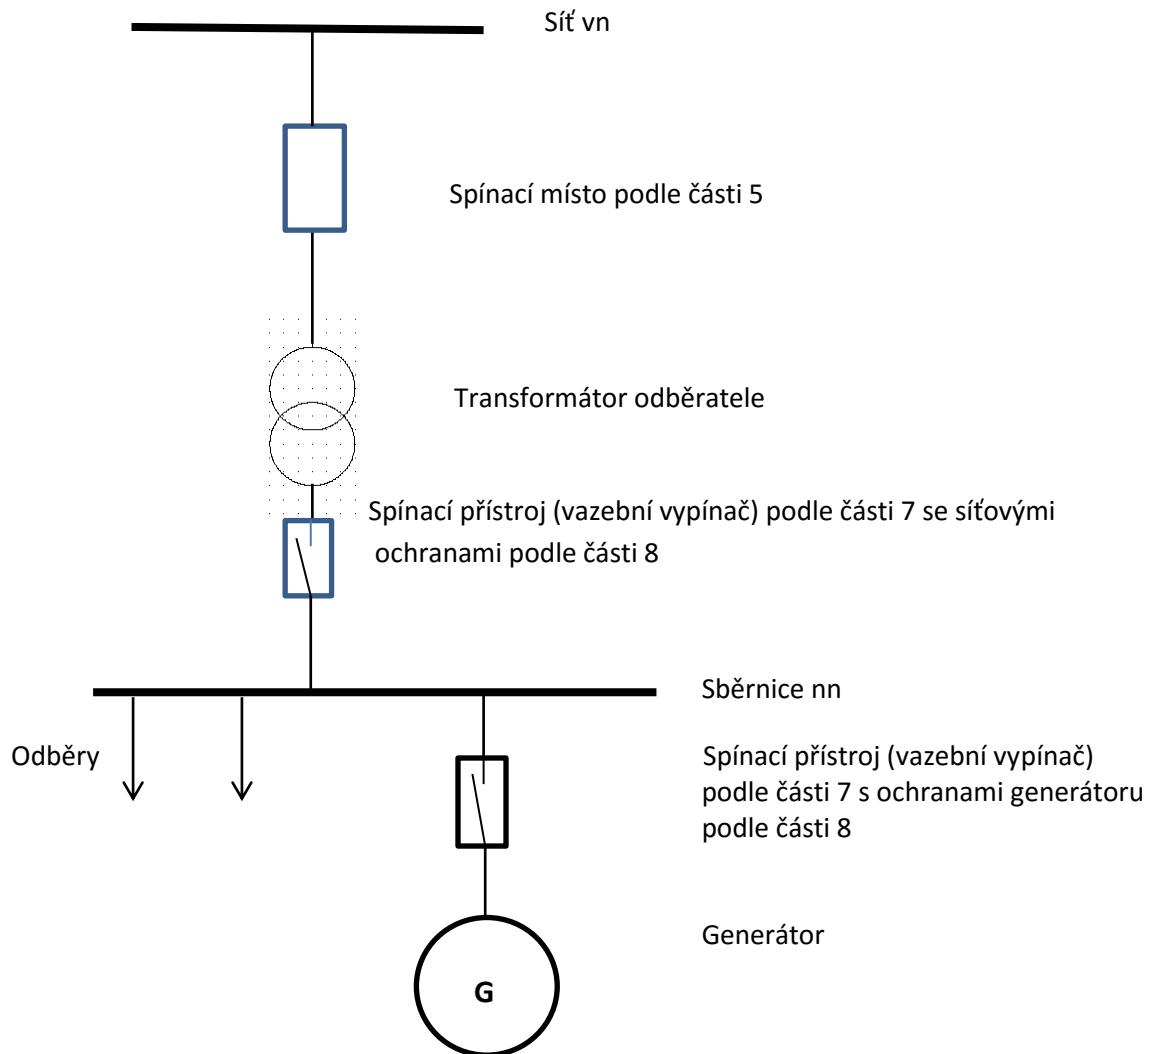 Síť vn
Spínací místo podle části 5
Transformátor odběratele
Spínací přístroj (vazební vypínač) podle části 7 se síťovými
ochranami podle části 8
Sběrnice nn
Odběry
Spínací přístroj (vazební vypínač)
podle části 7 s ochranami generátoru
podle části 8
Generátor
G